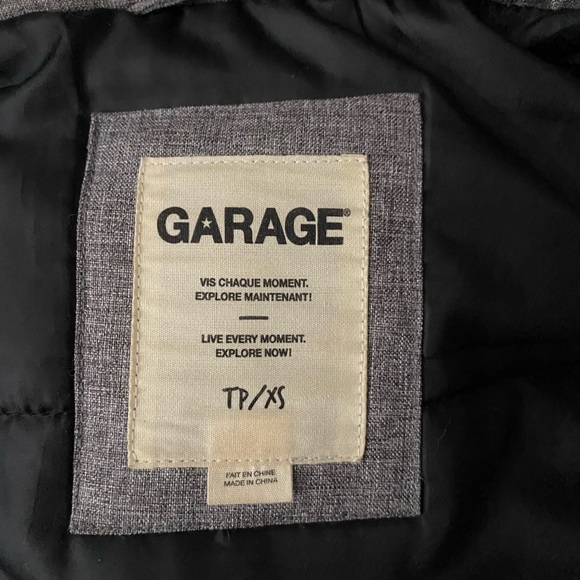 GARAGE®
VIS CHAQUE MOMENT.
EXPLORE MAINTENANT!
LIVE EVERY MOMENT.
EXPLORE NOW!
TP/XS
FAIT EN CHINE
MADE IN CHINA